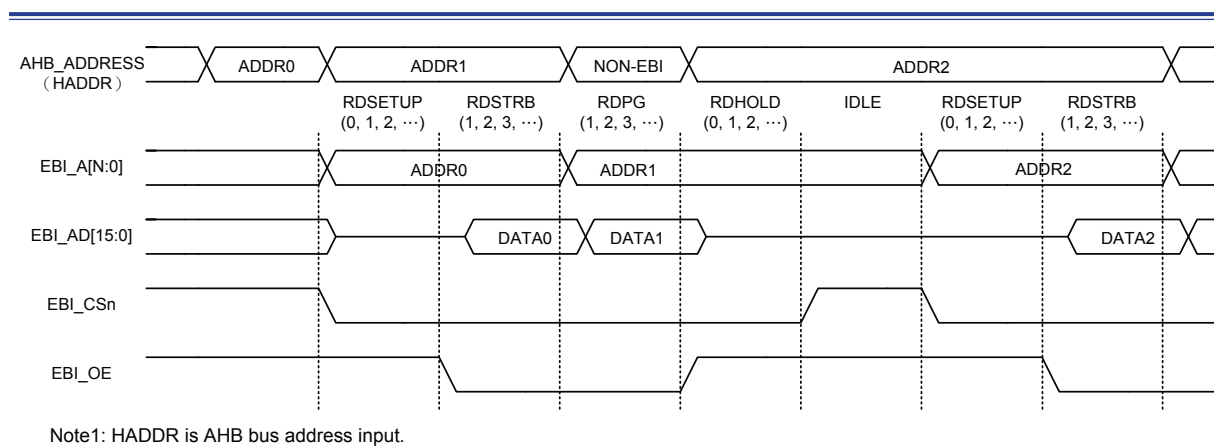 AHB_ADDRESS
(HADDR)
ADDR0
ADDR1
NON-EBI
ADDR2
RDSETUP
(0, 1, 2, ⋯)
RDSTRB
(1, 2, 3, ⋯)
RDPG
(1, 2, 3, ⋯)
RDHOLD
(0, 1, 2, ⋯)
IDLE
RDSETUP
(0, 1, 2, ⋯)
RDSTRB
(1, 2, 3, ⋯)
EBI_A[N:0]
ADDR0
ADDR1
ADDR2
EBI_AD[15:0]
DATA0
DATA1
DATA2
EBI_CSn
EBI_OE
Note1: HADDR is AHB bus address input.